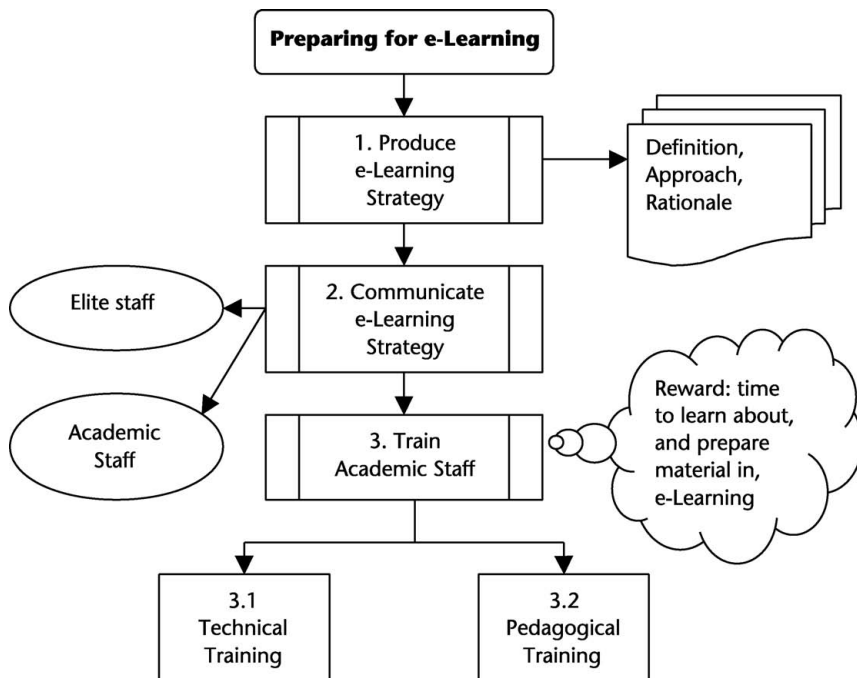 Preparing for e-Learning
1. Produce
e-Learning
Strategy
Definition,
Approach,
Rationale
Elite staff
2. Communicate
e-Learning
Strategy
Academic
Staff
3. Train
Academic Staff
Reward: time
to learn about,
and prepare
material in,
e-Learning
3.1
Technical
Training
3.2
Pedagogical
Training